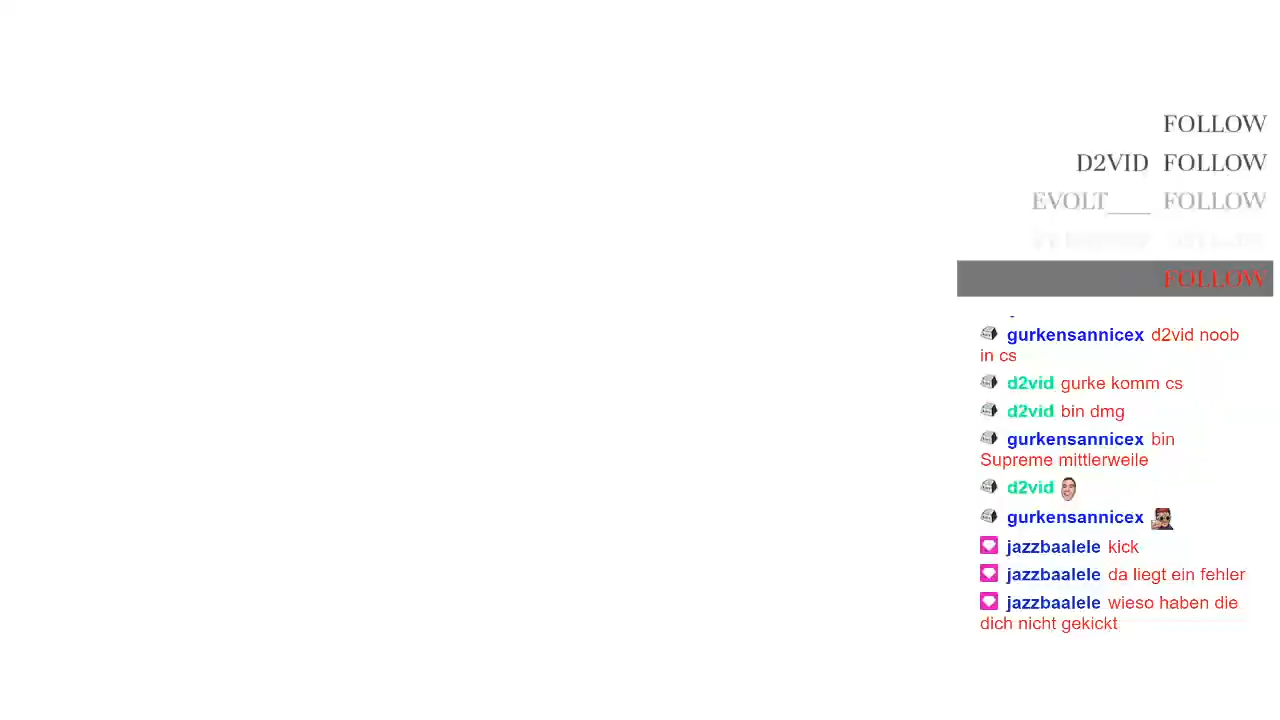 FOLLOW
D2VID FOLLOW
EVOLT___ FOLLOW
FOLLOW
gurkensannicex d2vid noob
in cs
d2vid gurke komm cs
d2vid bin dmg
gurkensannicex bin
Supreme mittlerweile
d2vid
gurkensannicex
jazzbaalele kick
jazzbaalele da liegt ein fehler
jazzbaalele wieso haben die
dich nicht gekickt